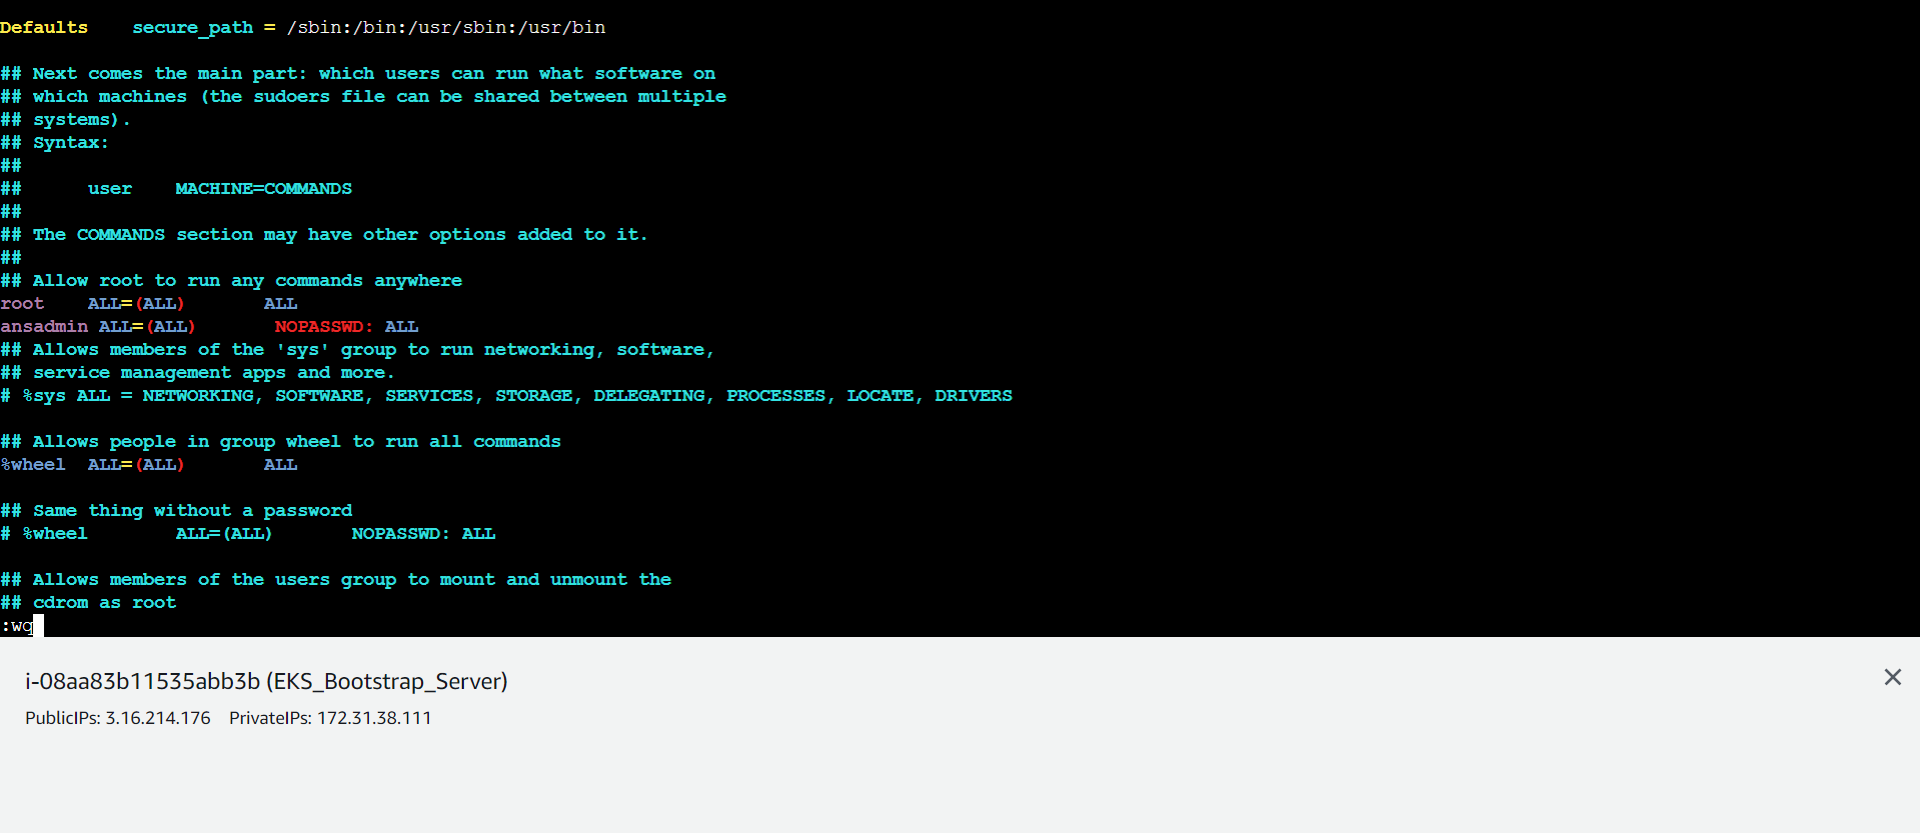 Defaults    secure_path = /sbin:/bin:/usr/sbin:/usr/bin
## Next comes the main part: which users can run what software on
## which machines (the sudoers file can be shared between multiple
## systems).
## Syntax:
##
##      user    MACHINE=COMMANDS
##
## The COMMANDS section may have other options added to it.
##
## Allow root to run any commands anywhere
root    ALL=(ALL)       ALL
ansadmin ALL=(ALL)       NOPASSWD: ALL
## Allows members of the 'sys' group to run networking, software,
## service management apps and more.
# %sys ALL = NETWORKING, SOFTWARE, SERVICES, STORAGE, DELEGATING, PROCESSES, LOCATE, DRIVERS
## Allows people in group wheel to run all commands
%wheel  ALL=(ALL)       ALL
## Same thing without a password
# %wheel        ALL=(ALL)       NOPASSWD: ALL
## Allows members of the users group to mount and unmount the
## cdrom as root
:wq
i-08aa83b11535abb3b (EKS_Bootstrap_Server)
PublicIPs: 3.16.214.176    PrivateIPs: 172.31.38.111